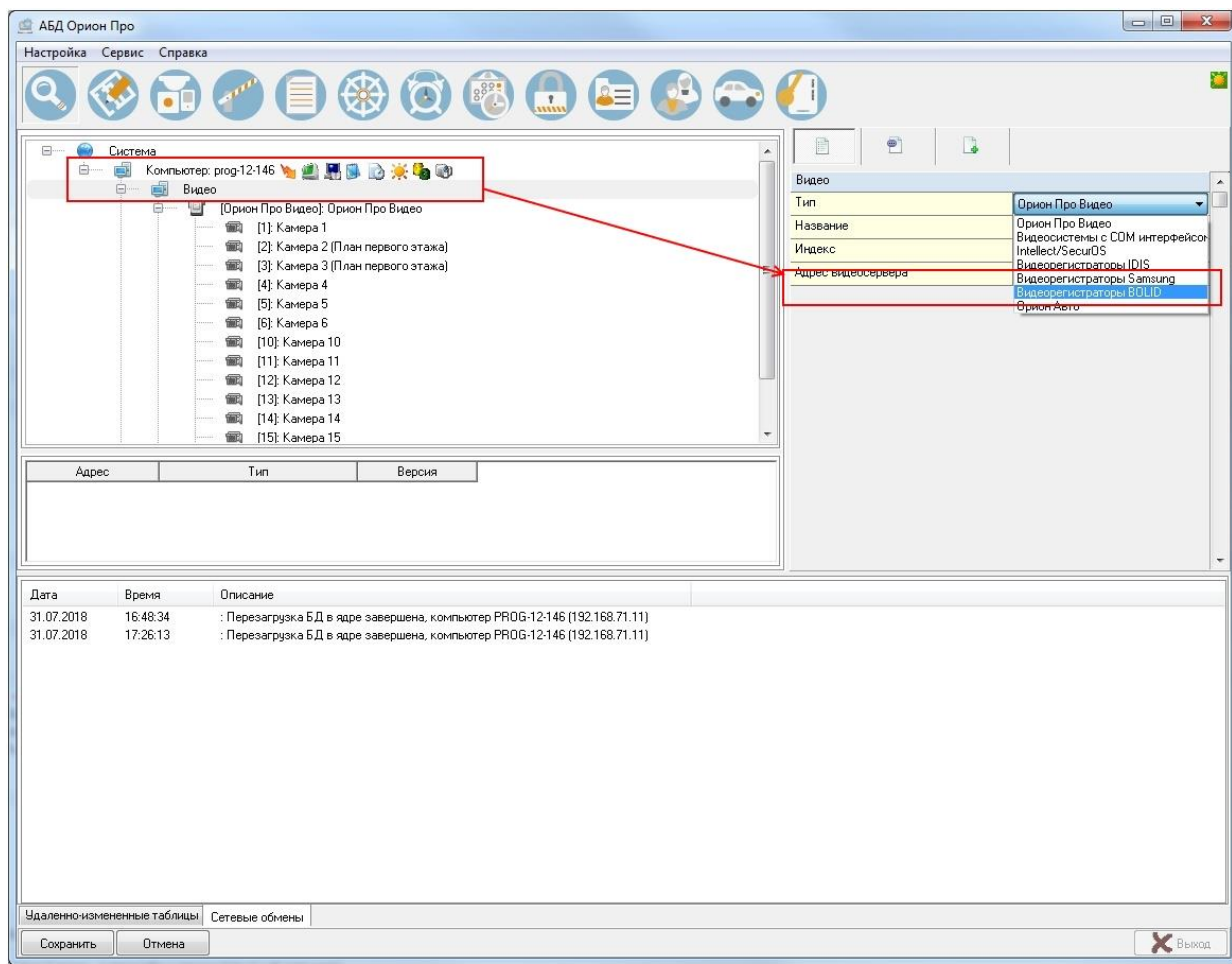 АБД Орион Про
Настройка Сервис Справка
Система
Компьютер: prog-12-146
Видео
[Орион Про Видео]: Орион Про Видео
[1]: Камера 1
[2]: Камера 2 (План первого этажа)
[3]: Камера 3 (План первого этажа)
[4]: Камера 4
[5]: Камера 5
[6]: Камера 6
[10]: Камера 10
[11]: Камера 11
[12]: Камера 12
[13]: Камера 13
[14]: Камера 14
[15]: Камера 15
Видео
Тип Орион Про Видео
Название
Индекс
Адрес видеосервера
Орион Про Видео
Видеосистемы с COM интерфейсом
Intellect/SecurOS
Видеорегистраторы IDIS
Видеорегистраторы Samsung
Видеорегистраторы BOLID
Орион Авто
Адрес Тип Версия
Дата Время Описание
31.07.2018 16:48:34 : Перезагрузка БД в ядре завершена, компьютер PROG-12-146 (192.168.71.11)
31.07.2018 17:26:13 : Перезагрузка БД в ядре завершена, компьютер PROG-12-146 (192.168.71.11)
Удаленно-измененные таблицы Сетевые обмены
Сохранить Отмена Выход